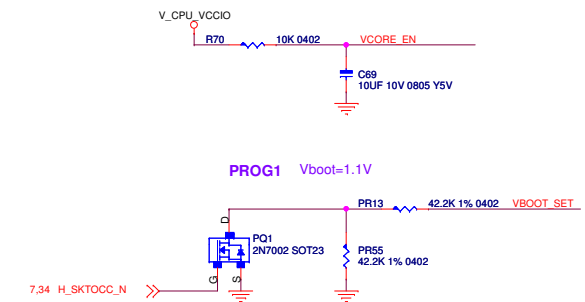 V_CPU_VCCIO
R70 10K 0402 VCORE_EN
C69
10UF 10V 0805 Y5V
PROG1 Vboot=1.1V
PR13 42.2K 1% 0402 VBOOT_SET
D
PQ1
2N7002 SOT23
PR55
42.2K 1% 0402
G S
7,34 H_SKTOCC_N